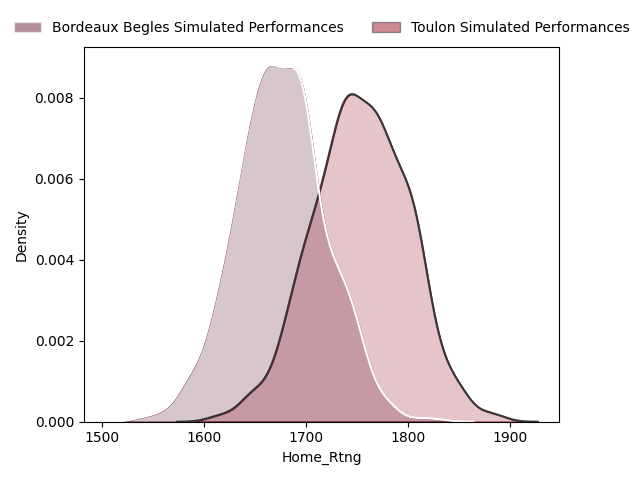 Bordeaux Begles Simulated Performances
Toulon Simulated Performances
Density
0.008
0.006
0.004
0.002
0.000
1500
1600
1700
1800
1900
Home_Rtng